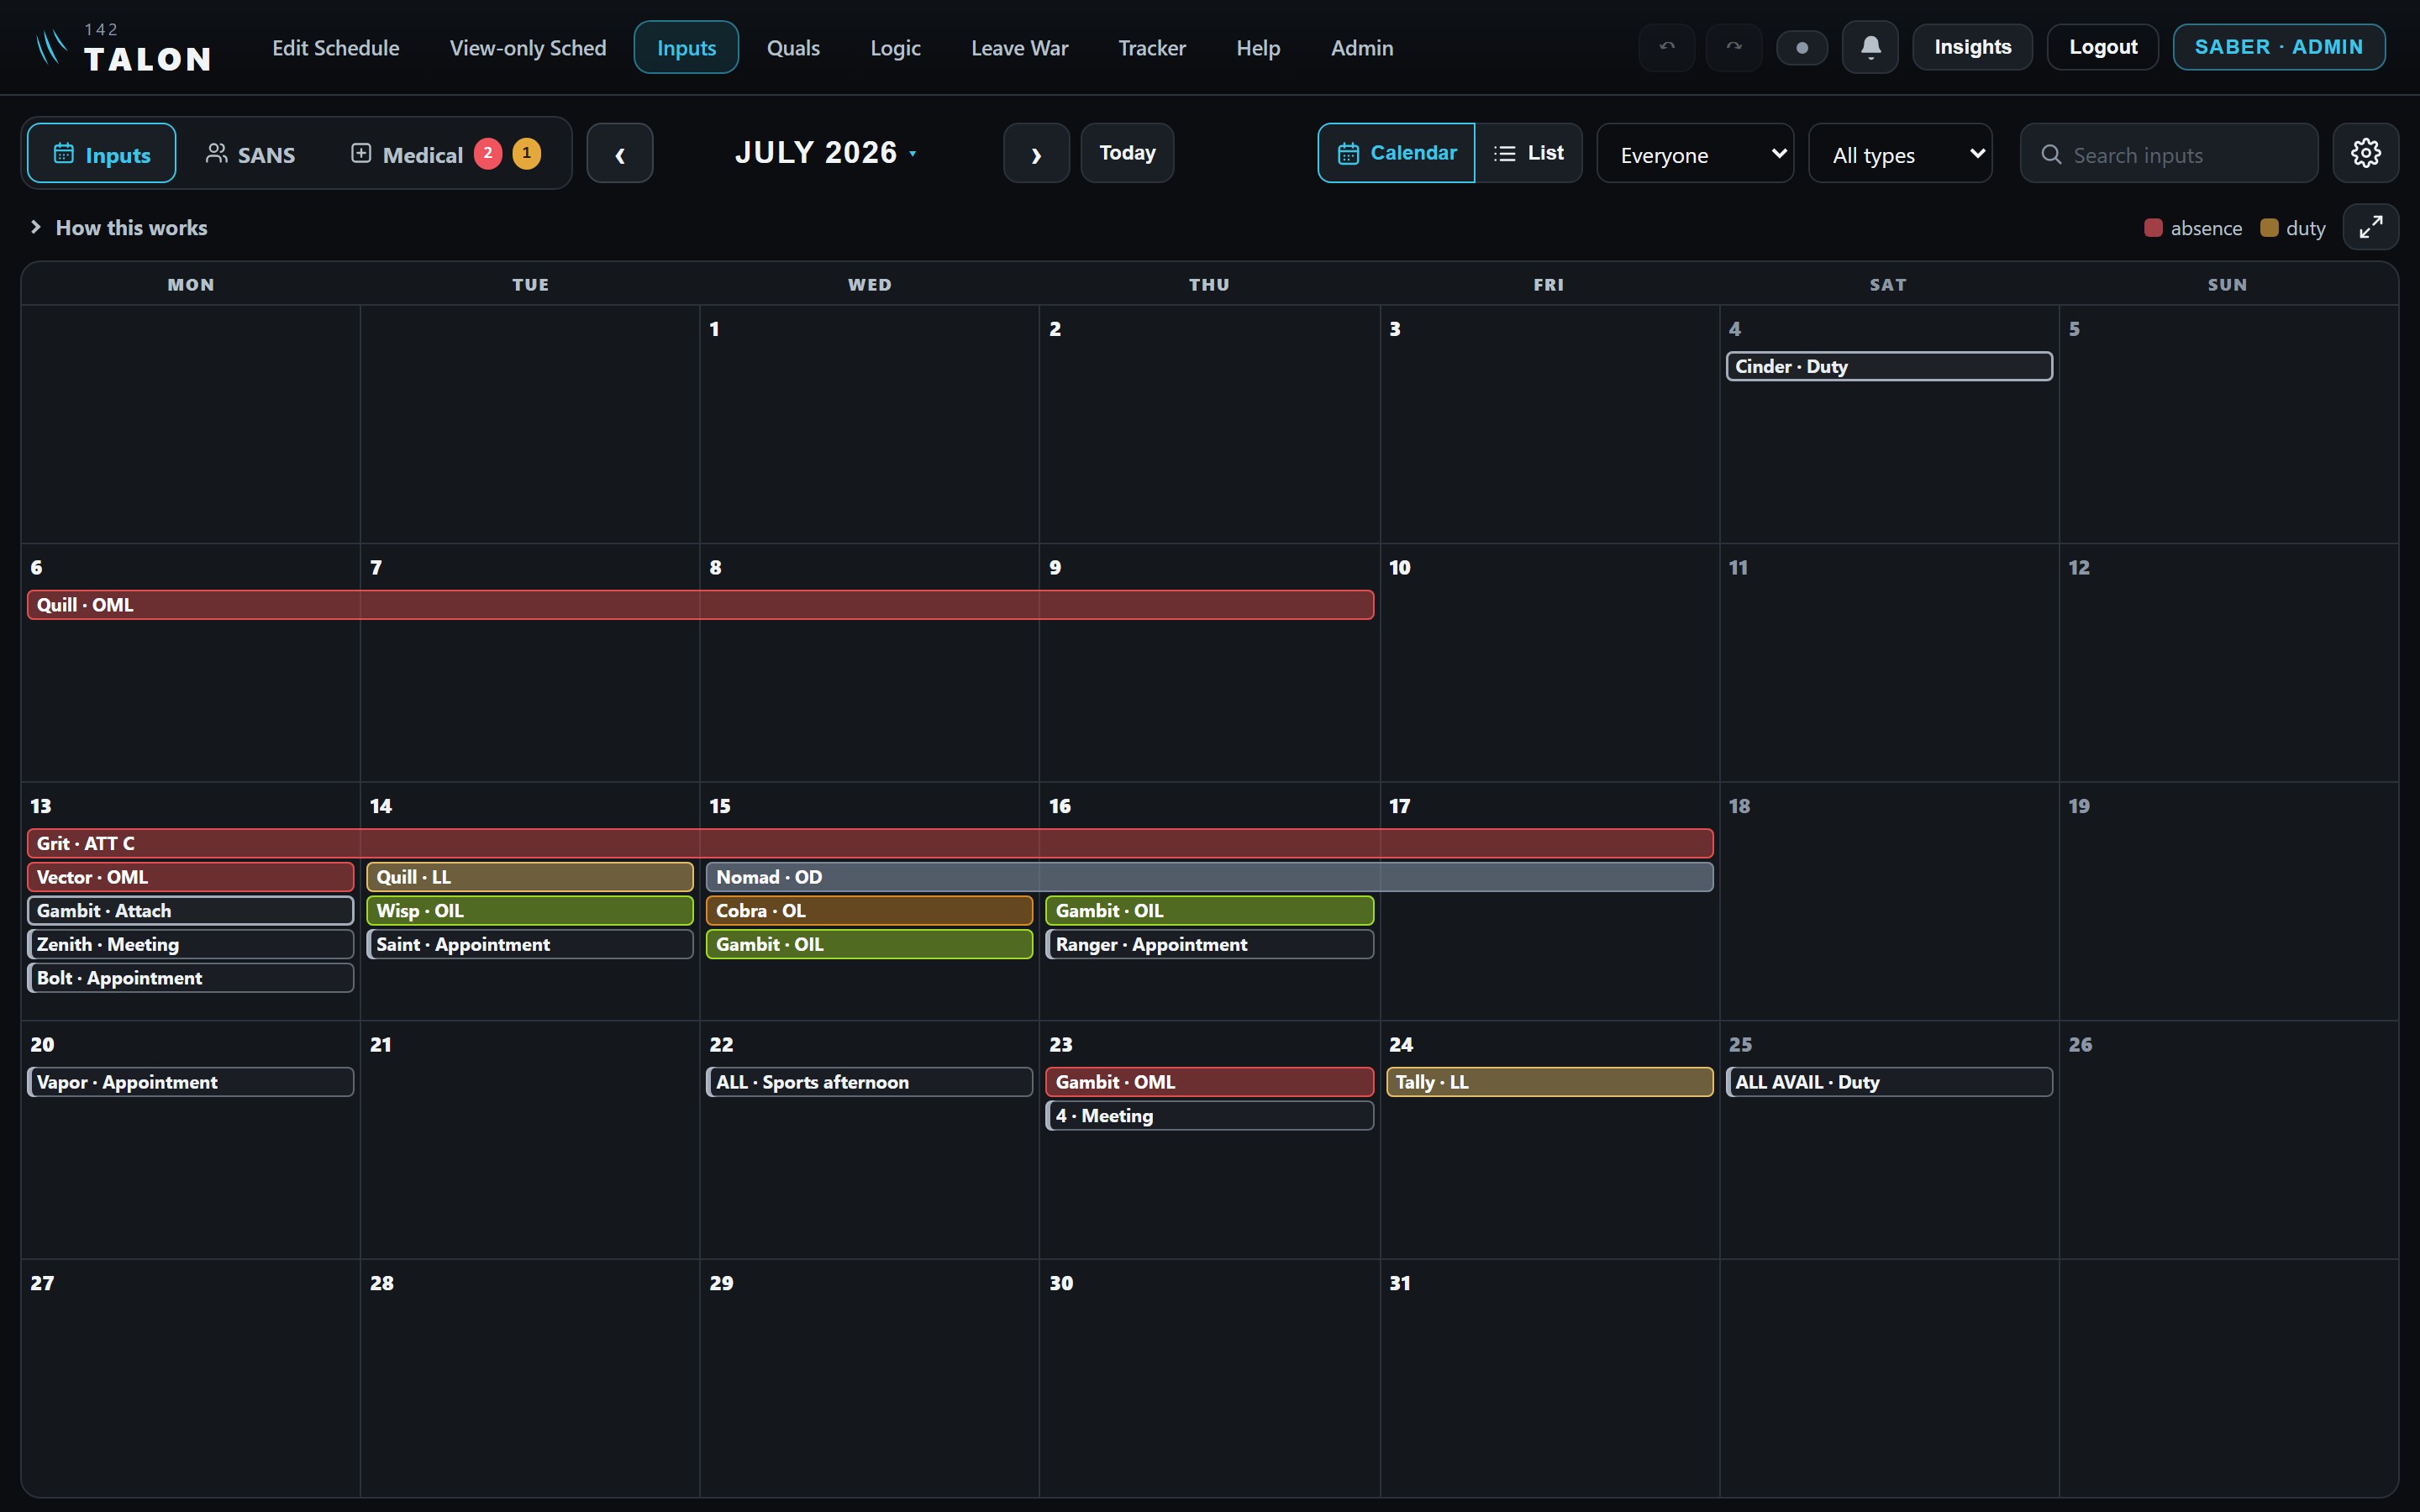 142
TALON
Edit Schedule
View-only Sched
Inputs
Quals
Logic
Leave War
Tracker
Help
Admin
Insights
Logout
SABER · ADMIN
Inputs
SANS
Medical 2 1
‹
JULY 2026
›
Today
Calendar
List
Everyone
All types
Search inputs
How this works
absence
duty
MON TUE WED THU FRI SAT SUN
1 2 3 4 5
Cinder · Duty
6 7 8 9 10 11 12
Quill · OML
13 14 15 16 17 18 19
Grit · ATT C
Vector · OML
Quill · LL
Nomad · OD
Gambit · Attach
Wisp · OIL
Cobra · OL
Gambit · OIL
Zenith · Meeting
Saint · Appointment
Gambit · OIL
Ranger · Appointment
Bolt · Appointment
20 21 22 23 24 25 26
Vapor · Appointment
ALL · Sports afternoon
Gambit · OML
Tally · LL
ALL AVAIL · Duty
4 · Meeting
27 28 29 30 31